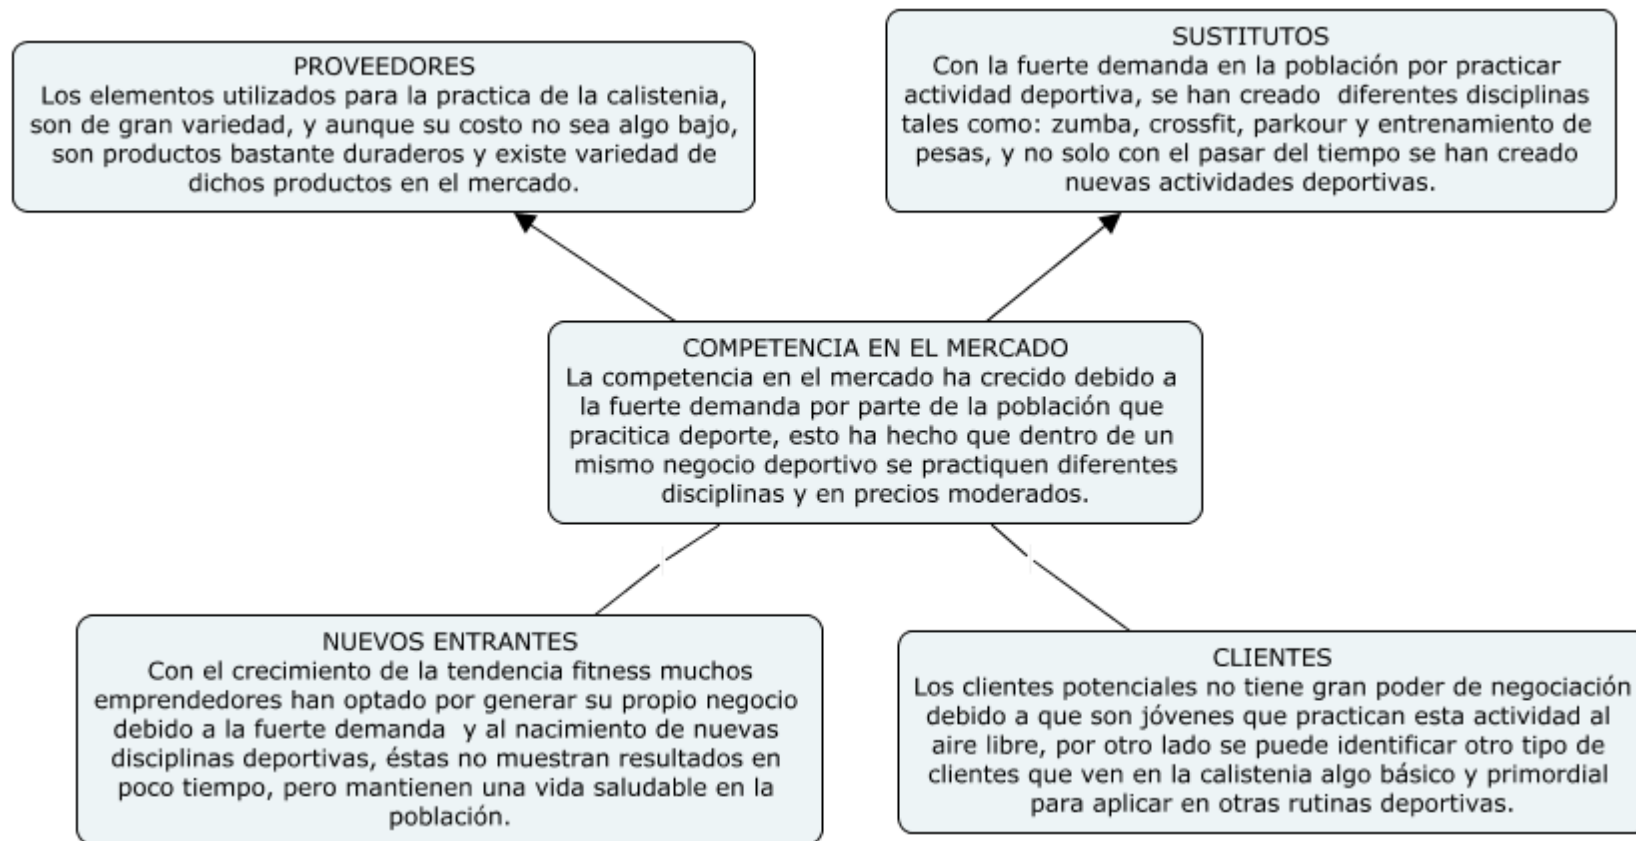 PROVEEDORES
Los elementos utilizados para la practica de la calistenia,
son de gran variedad, y aunque su costo no sea algo bajo,
son productos bastante duraderos y existe variedad de
dichos productos en el mercado.
SUSTITUTOS
Con la fuerte demanda en la población por practicar
actividad deportiva, se han creado  diferentes disciplinas
tales como: zumba, crossfit, parkour y entrenamiento de
pesas, y no solo con el pasar del tiempo se han creado
nuevas actividades deportivas.
COMPETENCIA EN EL MERCADO
La competencia en el mercado ha crecido debido a
la fuerte demanda por parte de la población que
pracitica deporte, esto ha hecho que dentro de un
mismo negocio deportivo se practiquen diferentes
disciplinas y en precios moderados.
NUEVOS ENTRANTES
Con el crecimiento de la tendencia fitness muchos
emprendedores han optado por generar su propio negocio
debido a la fuerte demanda  y al nacimiento de nuevas
disciplinas deportivas, éstas no muestran resultados en
poco tiempo, pero mantienen una vida saludable en la
población.
CLIENTES
Los clientes potenciales no tiene gran poder de negociación
debido a que son jóvenes que practican esta actividad al
aire libre, por otro lado se puede identificar otro tipo de
clientes que ven en la calistenia algo básico y primordial
para aplicar en otras rutinas deportivas.